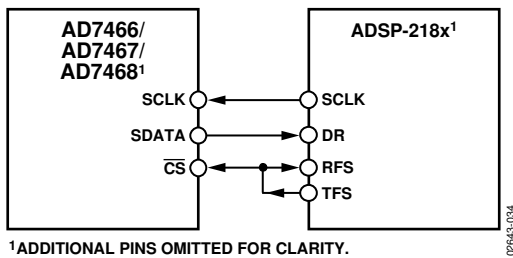 AD7466/
AD7467/
AD7468¹
ADSP-218x¹
SCLK
SCLK
SDATA
DR
CS
RFS
TFS
¹ADDITIONAL PINS OMITTED FOR CLARITY.
02643-034